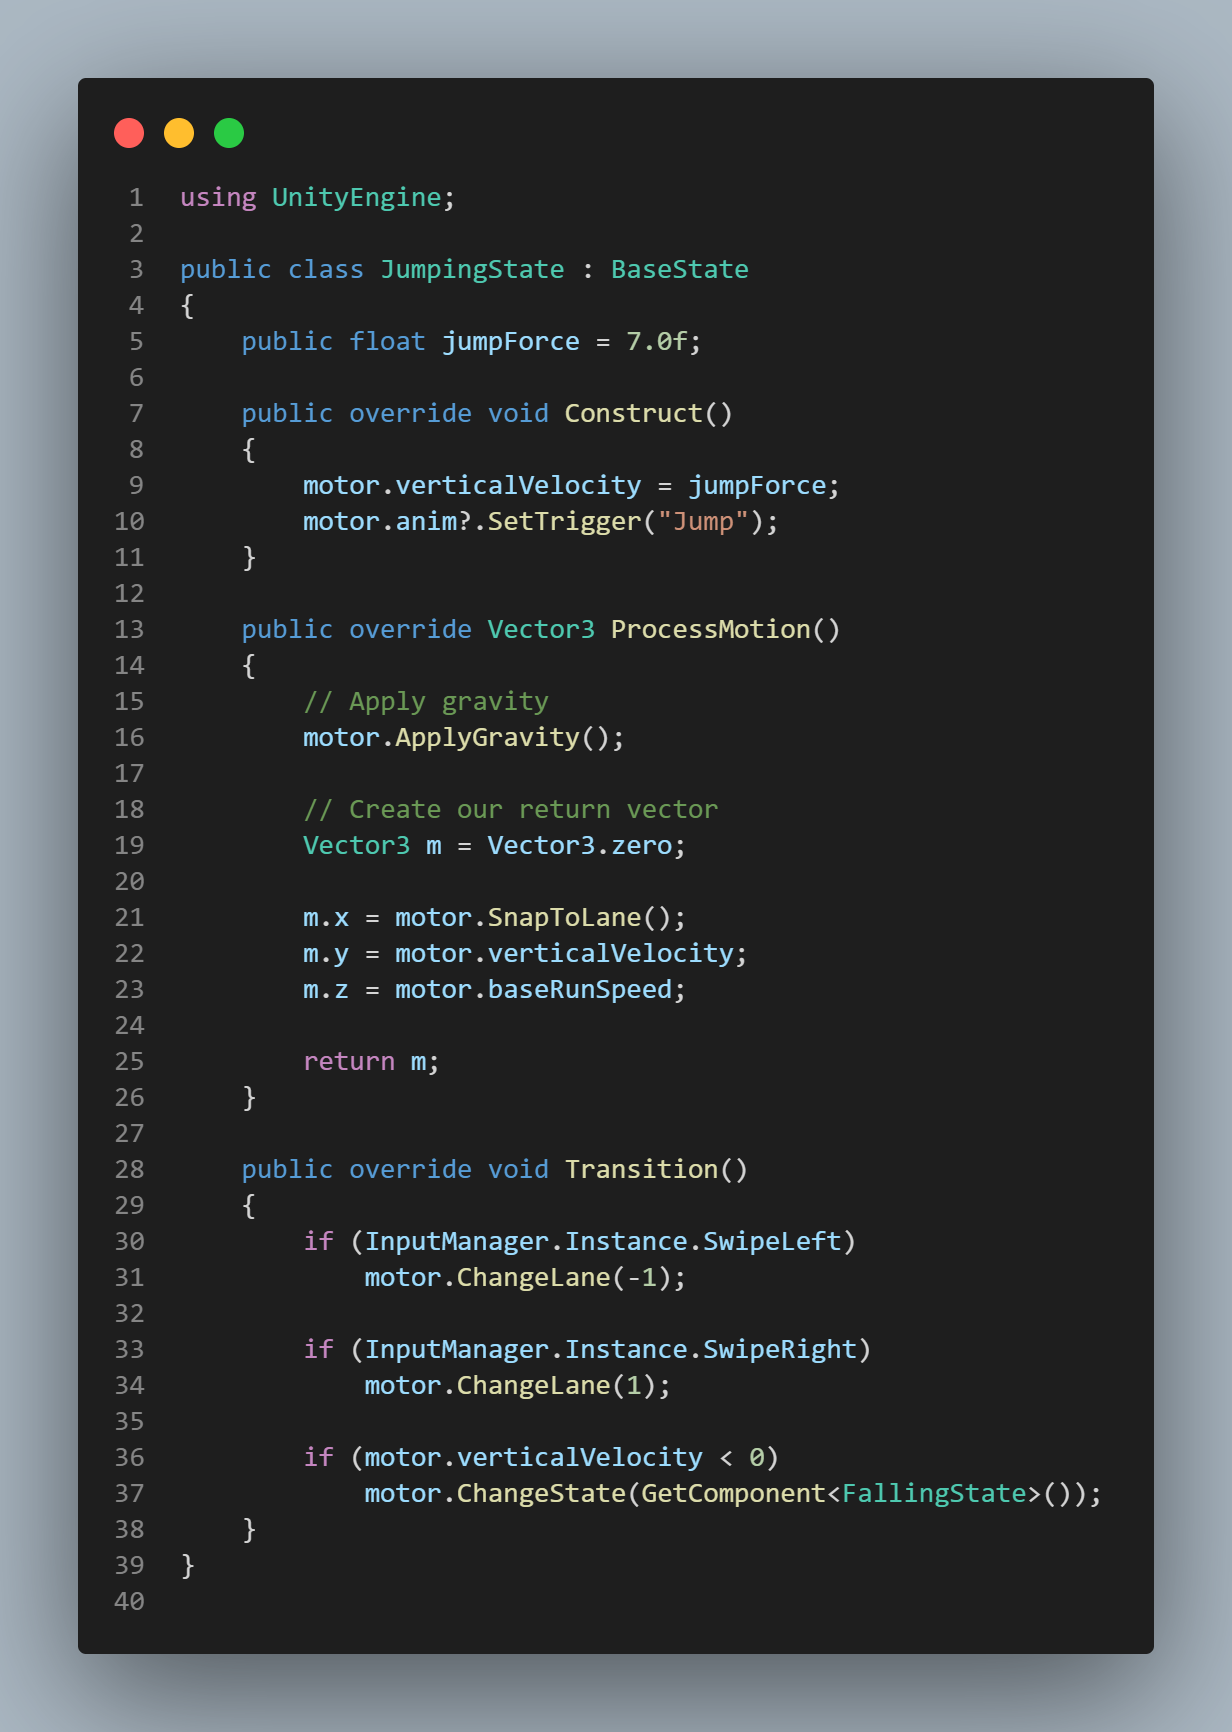 1 using UnityEngine;
2
3 public class JumpingState : BaseState
4 {
5     public float jumpForce = 7.0f;
6
7     public override void Construct()
8     {
9         motor.verticalVelocity = jumpForce;
10         motor.anim?.SetTrigger("Jump");
11     }
12
13     public override Vector3 ProcessMotion()
14     {
15         // Apply gravity
16         motor.ApplyGravity();
17
18         // Create our return vector
19         Vector3 m = Vector3.zero;
20
21         m.x = motor.SnapToLane();
22         m.y = motor.verticalVelocity;
23         m.z = motor.baseRunSpeed;
24
25         return m;
26     }
27
28     public override void Transition()
29     {
30         if (InputManager.Instance.SwipeLeft)
31             motor.ChangeLane(-1);
32
33         if (InputManager.Instance.SwipeRight)
34             motor.ChangeLane(1);
35
36         if (motor.verticalVelocity < 0)
37             motor.ChangeState(GetComponent<FallingState>());
38     }
39 }
40